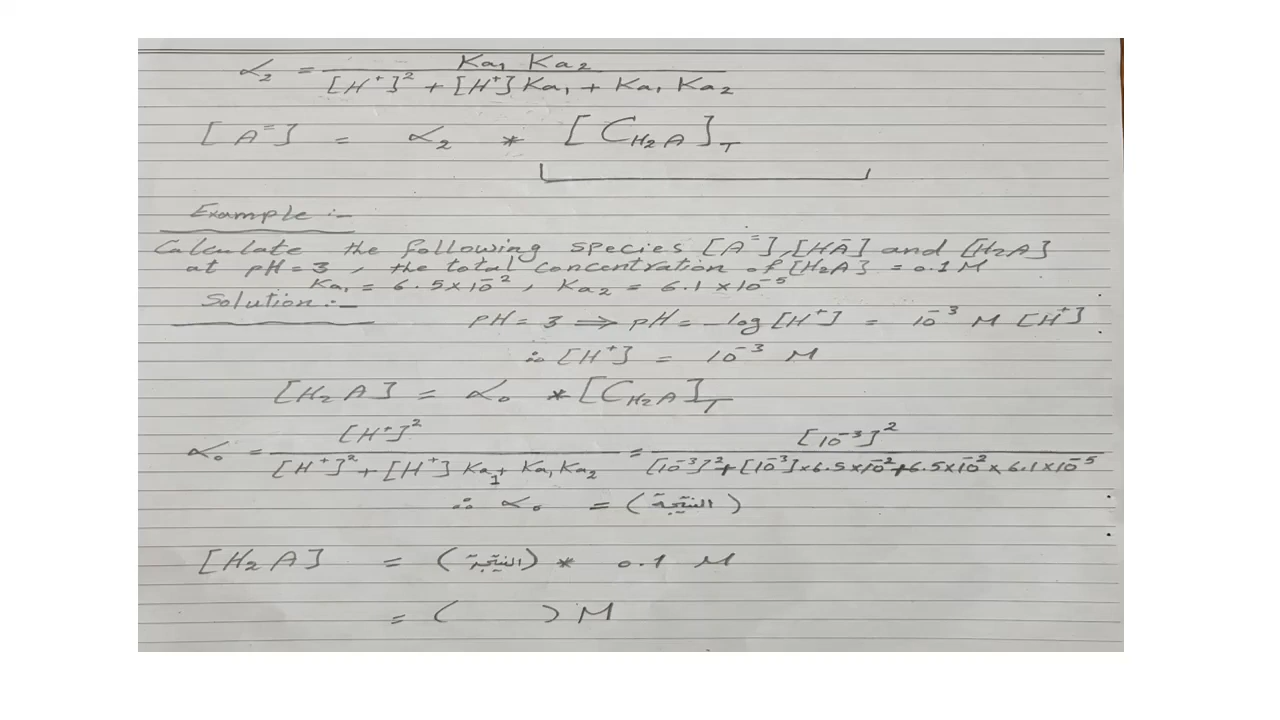 α₂ = Ka₁ Ka₂ / [H⁺]² + [H⁺] Ka₁ + Ka₁ Ka₂
[A⁼] = α₂ * [C_H₂A]_T
Example :-
Calculate the following species [A⁼], [HA⁻] and [H₂A]
at pH = 3 , the total concentration of [H₂A] = 0.1 M
Ka₁ = 6.5×10⁻² , Ka₂ = 6.1×10⁻⁵
Solution :-
pH = 3 ⟹ pH = -log [H⁺] = 10⁻³ M [H⁺]
∴ [H⁺] = 10⁻³ M
[H₂A] = α₀ * [C_H₂A]_T
α₀ = [H⁺]² / [H⁺]² + [H⁺] Ka₁ + Ka₁ Ka₂ = [10⁻³]² / [10⁻³]² + [10⁻³] × 6.5×10⁻² + 6.5×10⁻² × 6.1×10⁻⁵
∴ α₀ = (النتيجة)
[H₂A] = (النتيجة) * 0.1 M
= ( ) M